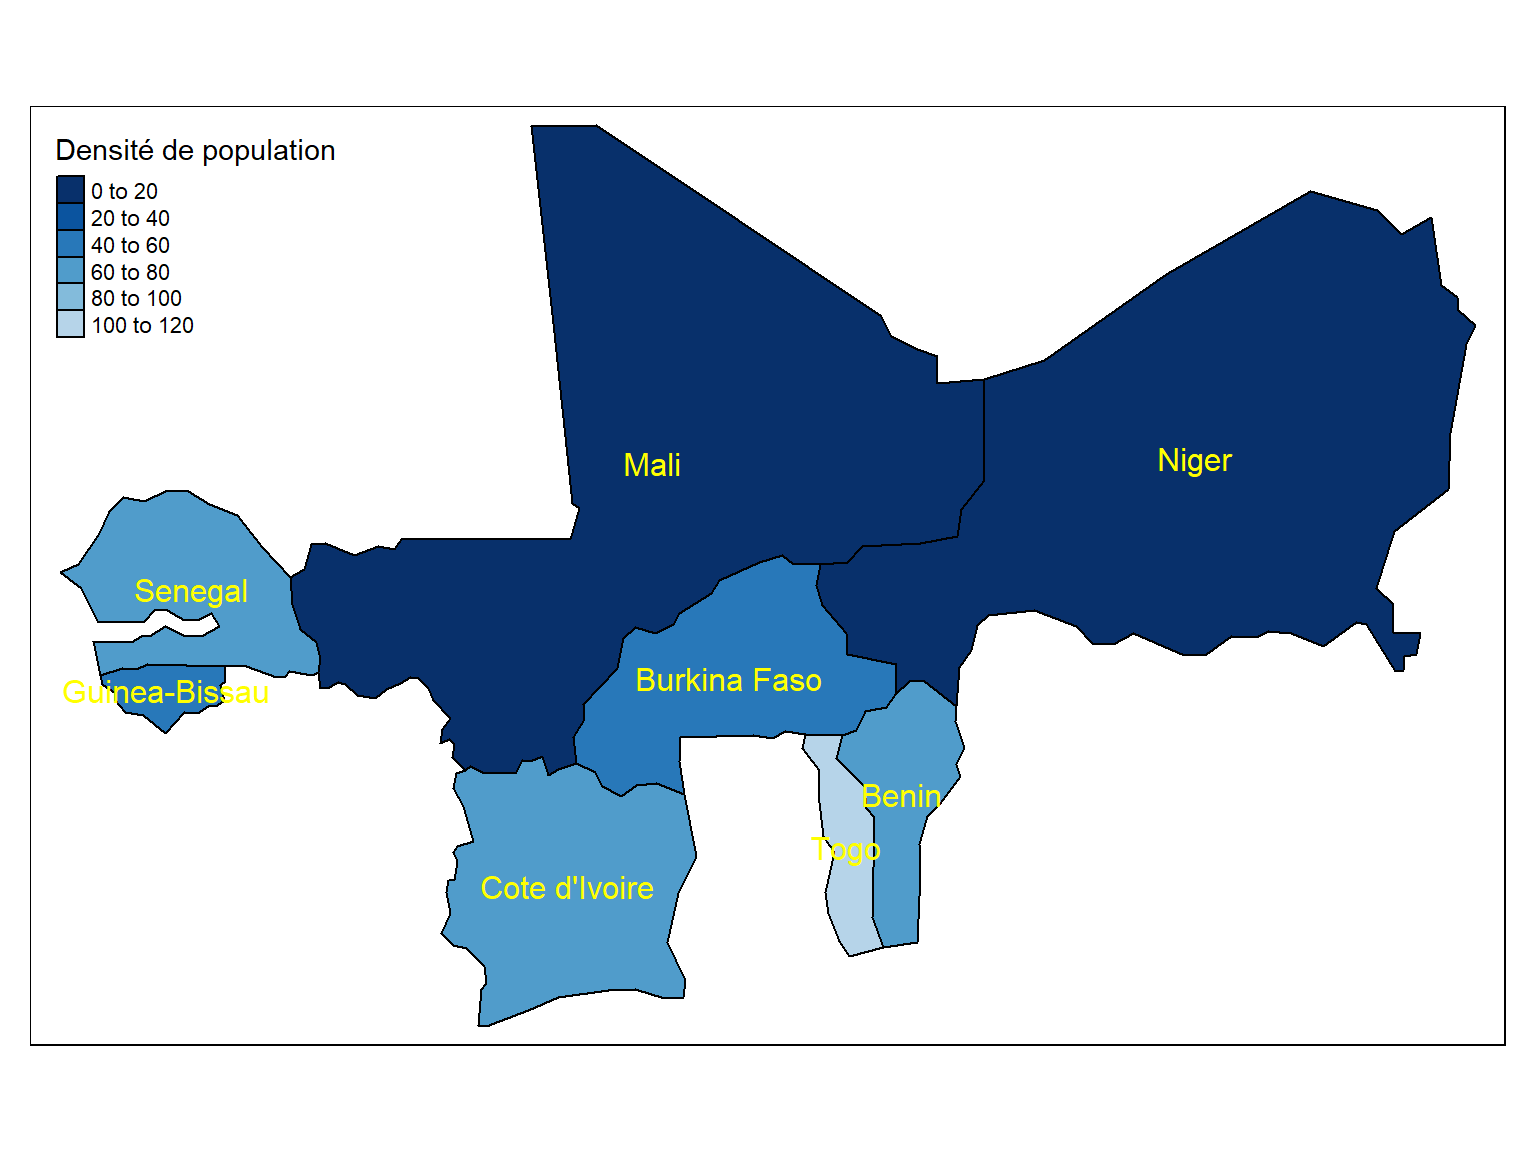 Densité de population
0 to 20
20 to 40
40 to 60
60 to 80
80 to 100
100 to 120
Mali
Niger
Senegal
Guinea-Bissau
Burkina Faso
Benin
Togo
Cote d'Ivoire